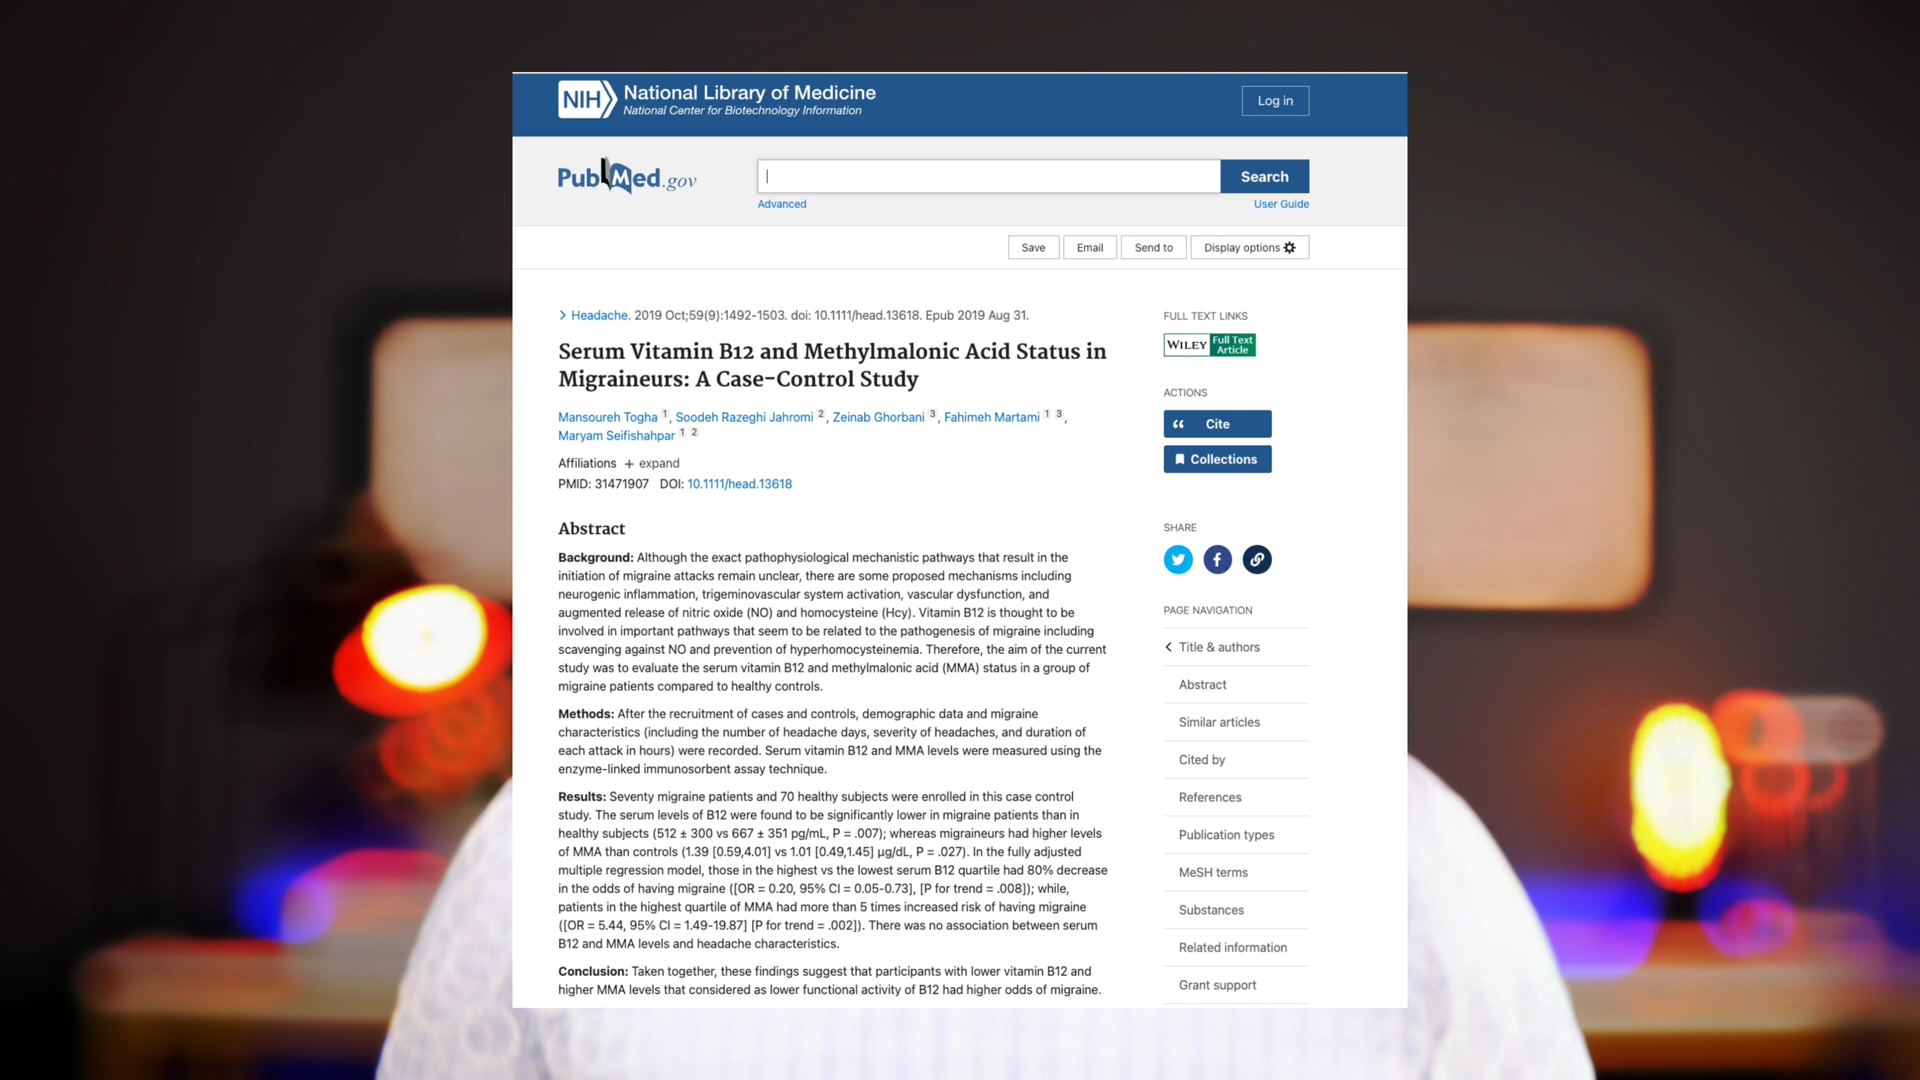 NIH National Library of Medicine
National Center for Biotechnology Information
Log in
PubMed.gov
Search
Advanced
User Guide
Save
Email
Send to
Display options
Headache. 2019 Oct;59(9):1492-1503. doi: 10.1111/head.13618. Epub 2019 Aug 31.
Serum Vitamin B12 and Methylmalonic Acid Status in
Migraineurs: A Case-Control Study
Mansoureh Togha 1, Soodeh Razeghi Jahromi 2, Zeinab Ghorbani 3, Fahimeh Martami 1 3,
Maryam Seifishahpar 1 2
Affiliations + expand
PMID: 31471907 DOI: 10.1111/head.13618
Abstract
Background: Although the exact pathophysiological mechanistic pathways that result in the
initiation of migraine attacks remain unclear, there are some proposed mechanisms including
neurogenic inflammation, trigeminovascular system activation, vascular dysfunction, and
augmented release of nitric oxide (NO) and homocysteine (Hcy). Vitamin B12 is thought to be
involved in important pathways that seem to be related to the pathogenesis of migraine including
scavenging against NO and prevention of hyperhomocysteinemia. Therefore, the aim of the current
study was to evaluate the serum vitamin B12 and methylmalonic acid (MMA) status in a group of
migraine patients compared to healthy controls.
Methods: After the recruitment of cases and controls, demographic data and migraine
characteristics (including the number of headache days, severity of headaches, and duration of
each attack in hours) were recorded. Serum vitamin B12 and MMA levels were measured using the
enzyme-linked immunosorbent assay technique.
Results: Seventy migraine patients and 70 healthy subjects were enrolled in this case control
study. The serum levels of B12 were found to be significantly lower in migraine patients than in
healthy subjects (512 ± 300 vs 667 ± 351 pg/mL, P = .007); whereas migraineurs had higher levels
of MMA than controls (1.39 [0.59,4.01] vs 1.01 [0.49,1.45] µg/dL, P = .027). In the fully adjusted
multiple regression model, those in the highest vs the lowest serum B12 quartile had 80% decrease
in the odds of having migraine ([OR = 0.20, 95% CI = 0.05-0.73], [P for trend = .008]); while,
patients in the highest quartile of MMA had more than 5 times increased risk of having migraine
([OR = 5.44, 95% CI = 1.49-19.87] [P for trend = .002]). There was no association between serum
B12 and MMA levels and headache characteristics.
Conclusion: Taken together, these findings suggest that participants with lower vitamin B12 and
higher MMA levels that considered as lower functional activity of B12 had higher odds of migraine.
FULL TEXT LINKS
WILEY Full Text
Article
ACTIONS
Cite
Collections
SHARE
PAGE NAVIGATION
Title & authors
Abstract
Similar articles
Cited by
References
Publication types
MeSH terms
Substances
Related information
Grant support